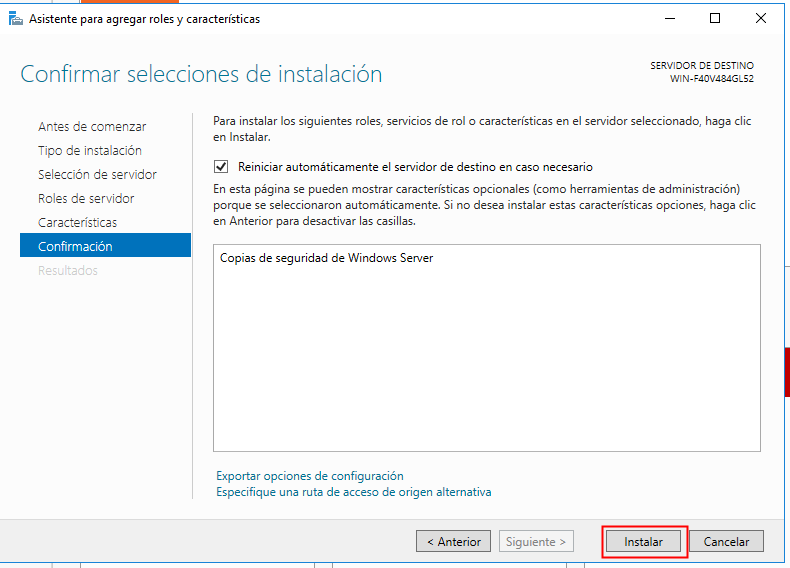 Asistente para agregar roles y características
Confirmar selecciones de instalación
SERVIDOR DE DESTINO
WIN-F40V484GL52
Antes de comenzar
Tipo de instalación
Selección de servidor
Roles de servidor
Características
Confirmación
Resultados
Para instalar los siguientes roles, servicios de rol o características en el servidor seleccionado, haga clic
en Instalar.
Reiniciar automáticamente el servidor de destino en caso necesario
En esta página se pueden mostrar características opcionales (como herramientas de administración)
porque se seleccionaron automáticamente. Si no desea instalar estas características opciones, haga clic
en Anterior para desactivar las casillas.
Copias de seguridad de Windows Server
Exportar opciones de configuración
Especifique una ruta de acceso de origen alternativa
< Anterior
Siguiente >
Instalar
Cancelar